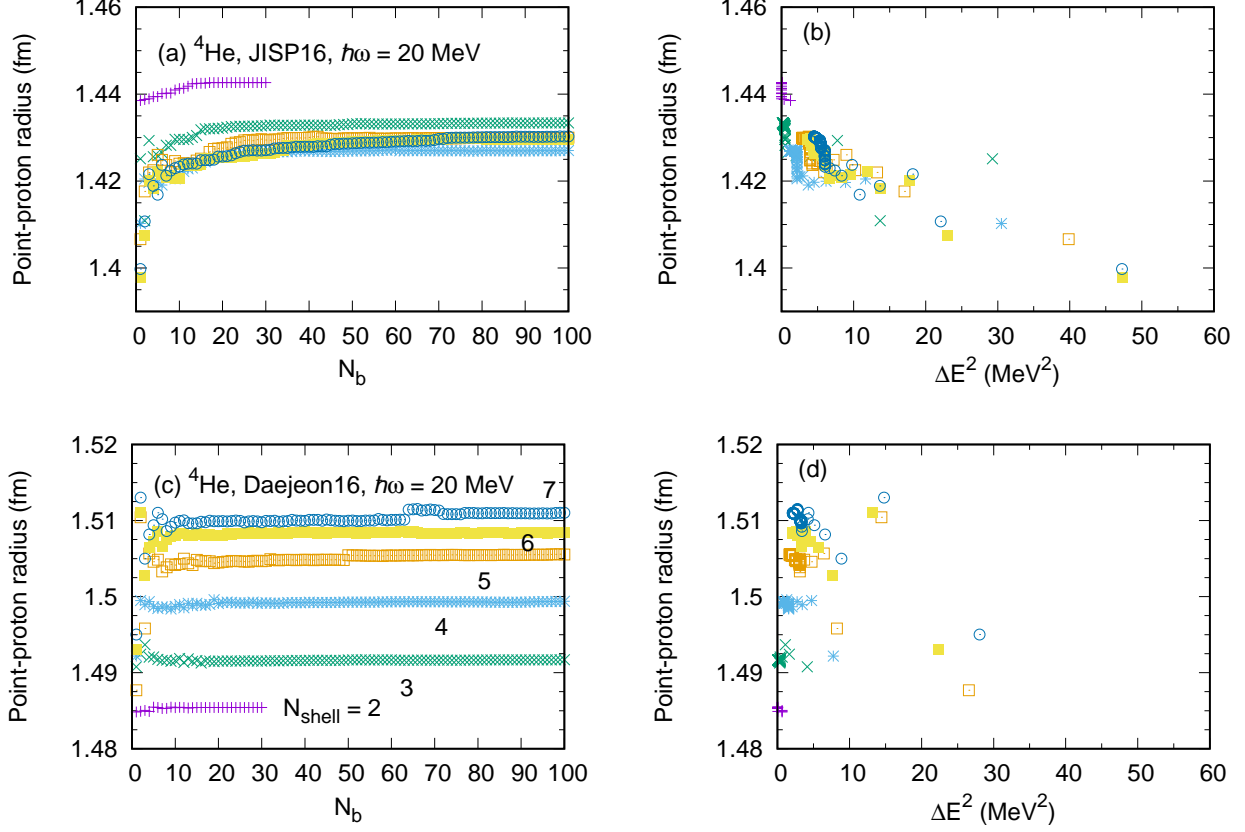 (a) ⁴He, JISP16, ℏω = 20 MeV
Point-proton radius (fm)
1.46
1.44
1.42
1.4
0 10 20 30 40 50 60 70 80 90 100
N_b
(b)
Point-proton radius (fm)
1.46
1.44
1.42
1.4
0 10 20 30 40 50 60
ΔE² (MeV²)
(c) ⁴He, Daejeon16, ℏω = 20 MeV
Point-proton radius (fm)
1.52
1.51
1.5
1.49
1.48
7
6
5
4
3
N_shell = 2
0 10 20 30 40 50 60 70 80 90 100
N_b
(d)
Point-proton radius (fm)
1.52
1.51
1.5
1.49
1.48
0 10 20 30 40 50 60
ΔE² (MeV²)